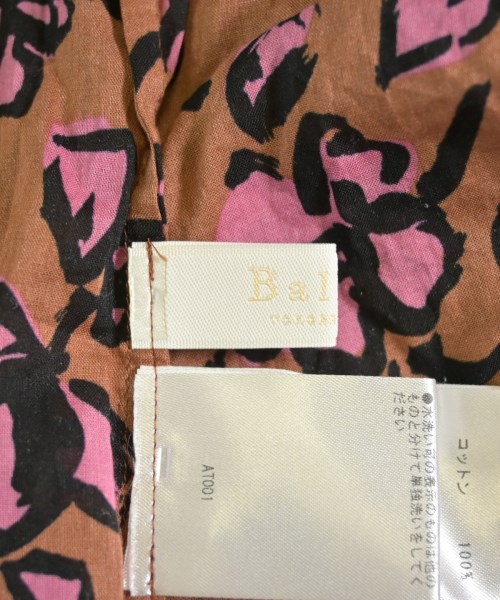 B&
コットン 100%
●水洗い可の表示のものは他の
ものと分けて単独洗いをしてく
ださい
AT001